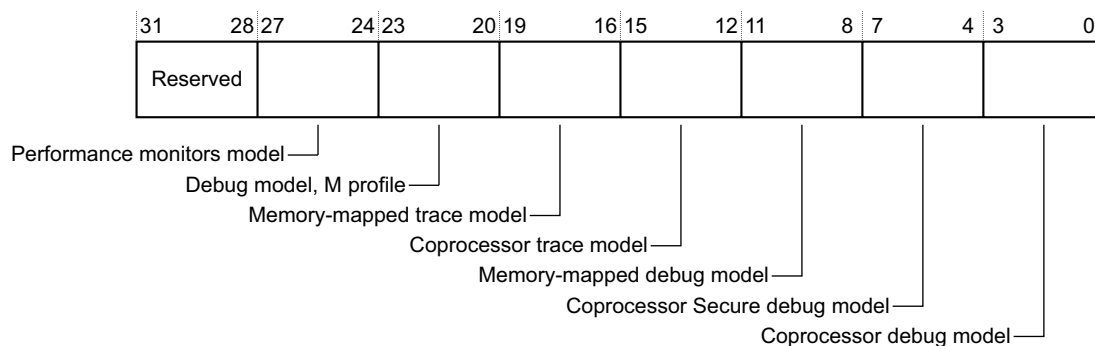 31 28 27 24 23 20 19 16 15 12 11 8 7 4 3 0
Reserved
Performance monitors model
Debug model, M profile
Memory-mapped trace model
Coprocessor trace model
Memory-mapped debug model
Coprocessor Secure debug model
Coprocessor debug model